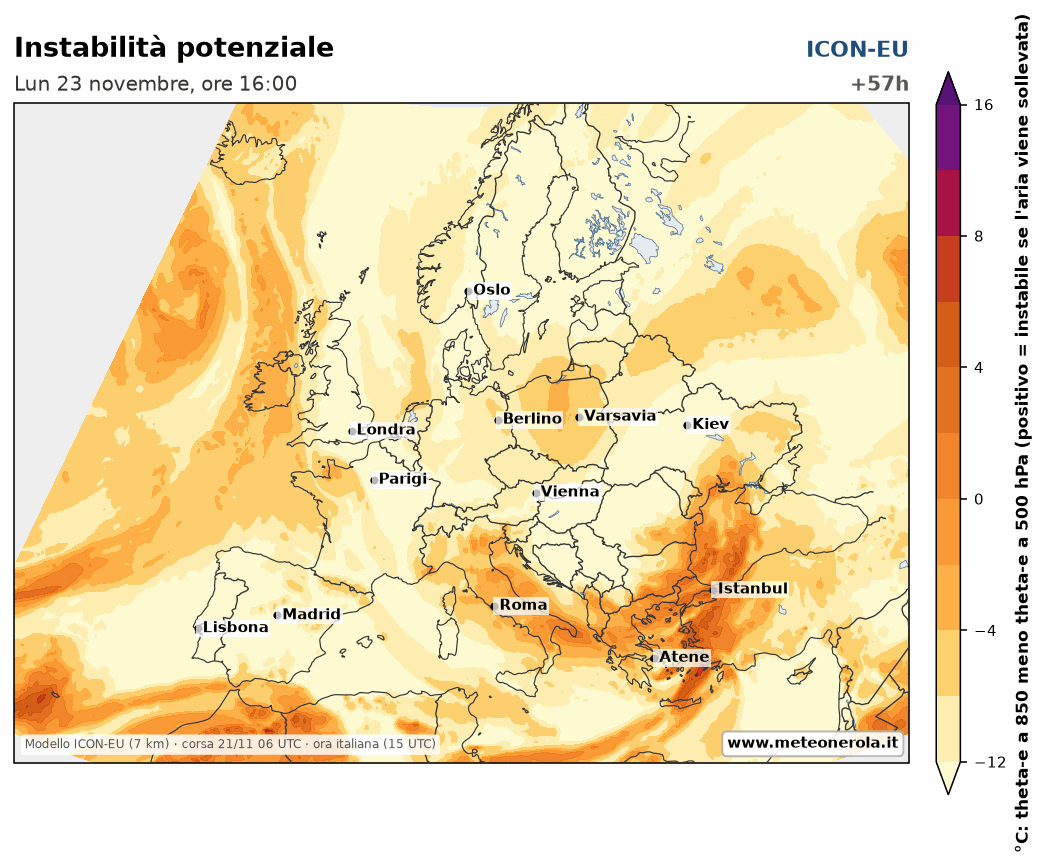 Instabilità potenziale
ICON-EU
Lun 23 novembre, ore 16:00
+57h
Oslo
Londra
Berlino
Varsavia
Kiev
Parigi
Vienna
Istanbul
Roma
Madrid
Lisbona
Atene
Modello ICON-EU (7 km) · corsa 21/11 06 UTC · ora italiana (15 UTC)
www.meteonerola.it
16
8
4
0
−4
−12
°C: theta-e a 850 meno theta-e a 500 hPa (positivo = instabile se l'aria viene sollevata)